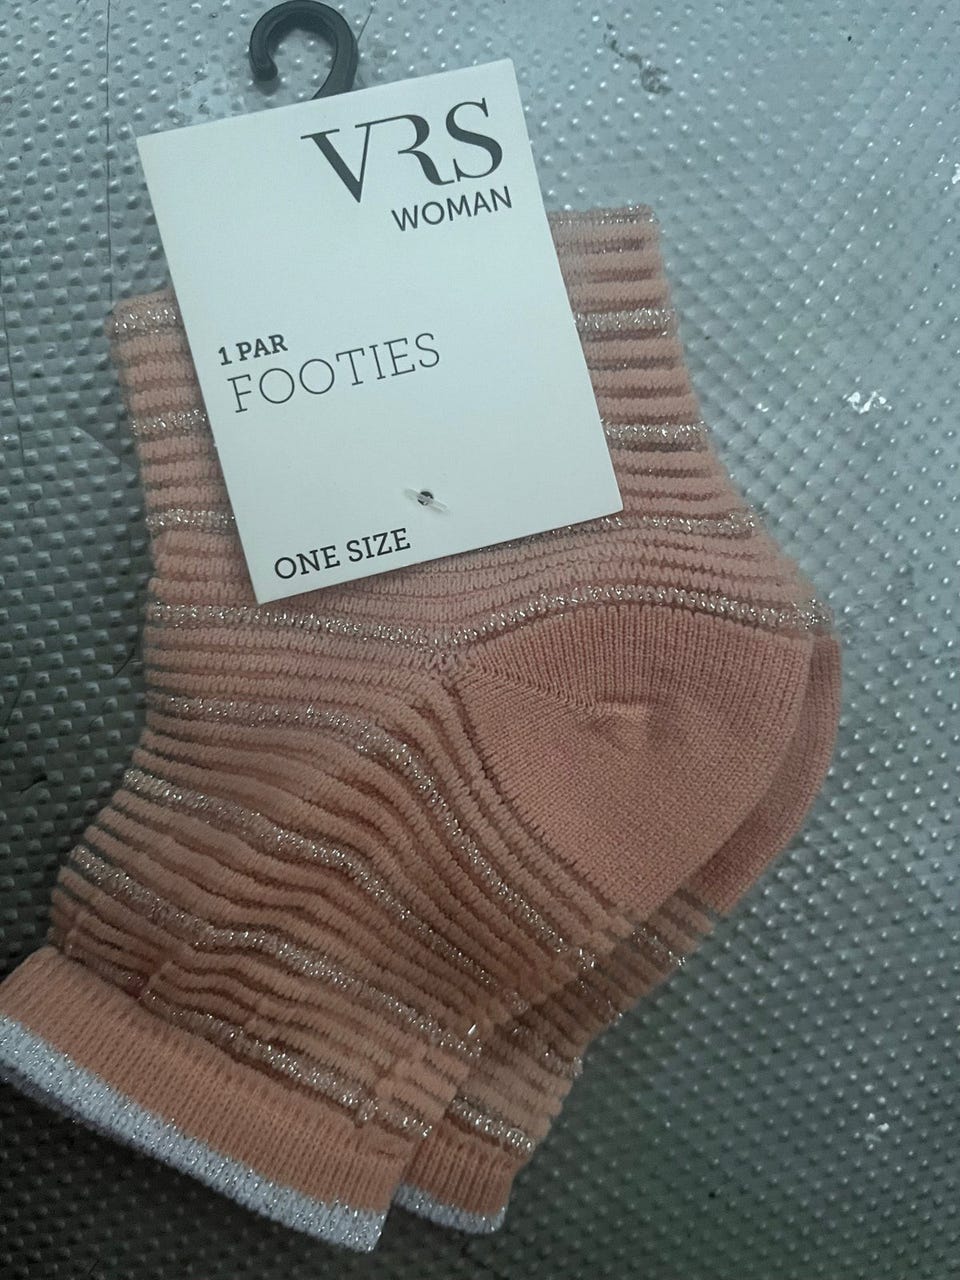 VRS
WOMAN
1 PAR
FOOTIES
ONE SIZE